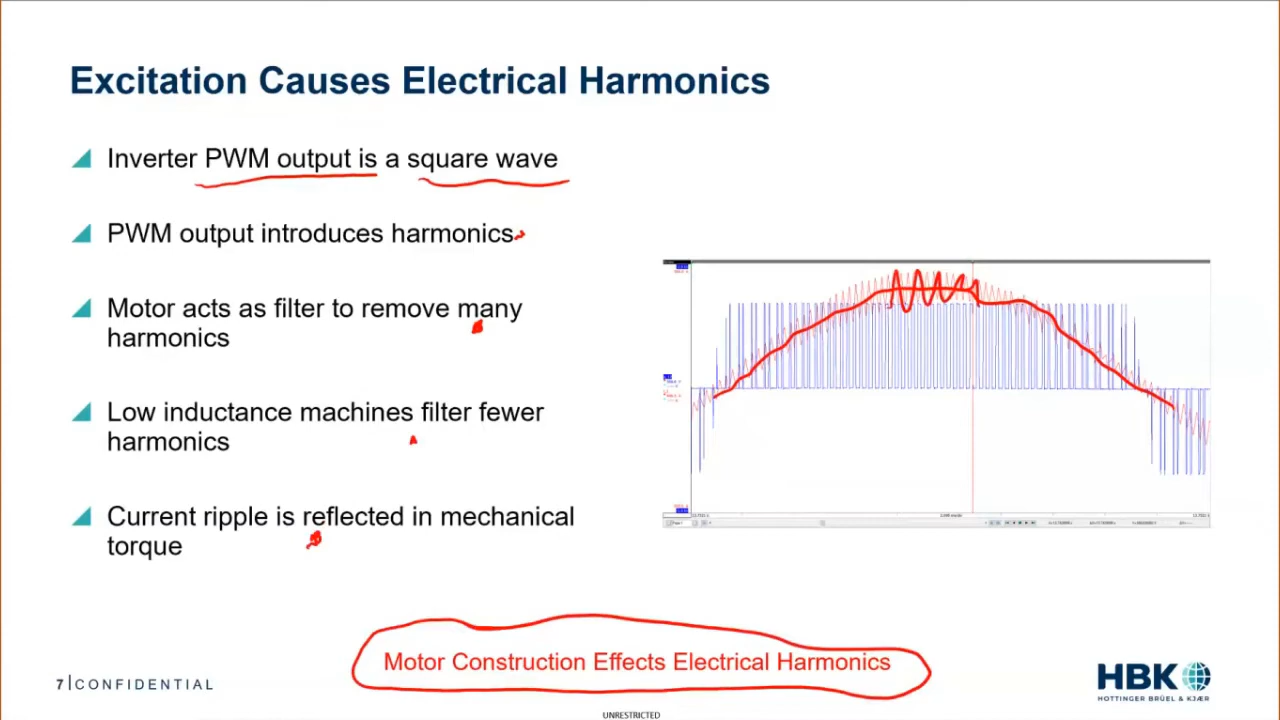 Excitation Causes Electrical Harmonics
Inverter PWM output is a square wave
PWM output introduces harmonics
Motor acts as filter to remove many
harmonics
Low inductance machines filter fewer
harmonics
Current ripple is reflected in mechanical
torque
Motor Construction Effects Electrical Harmonics
7 | CONFIDENTIAL
HBK
HOTTINGER BRÜEL & KJÆR
UNRESTRICTED